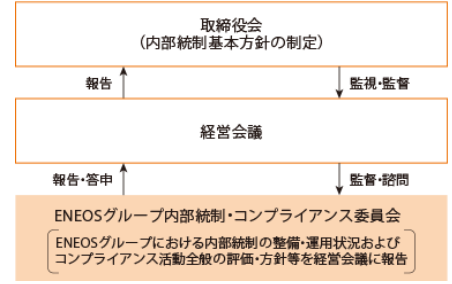 取締役会
（内部統制基本方針の制定）
報告
監視・監督
経営会議
報告・答申
監督・諮問
ENEOSグループ内部統制・コンプライアンス委員会
ENEOSグループにおける内部統制の整備・運用状況および
コンプライアンス活動全般の評価・方針等を経営会議に報告